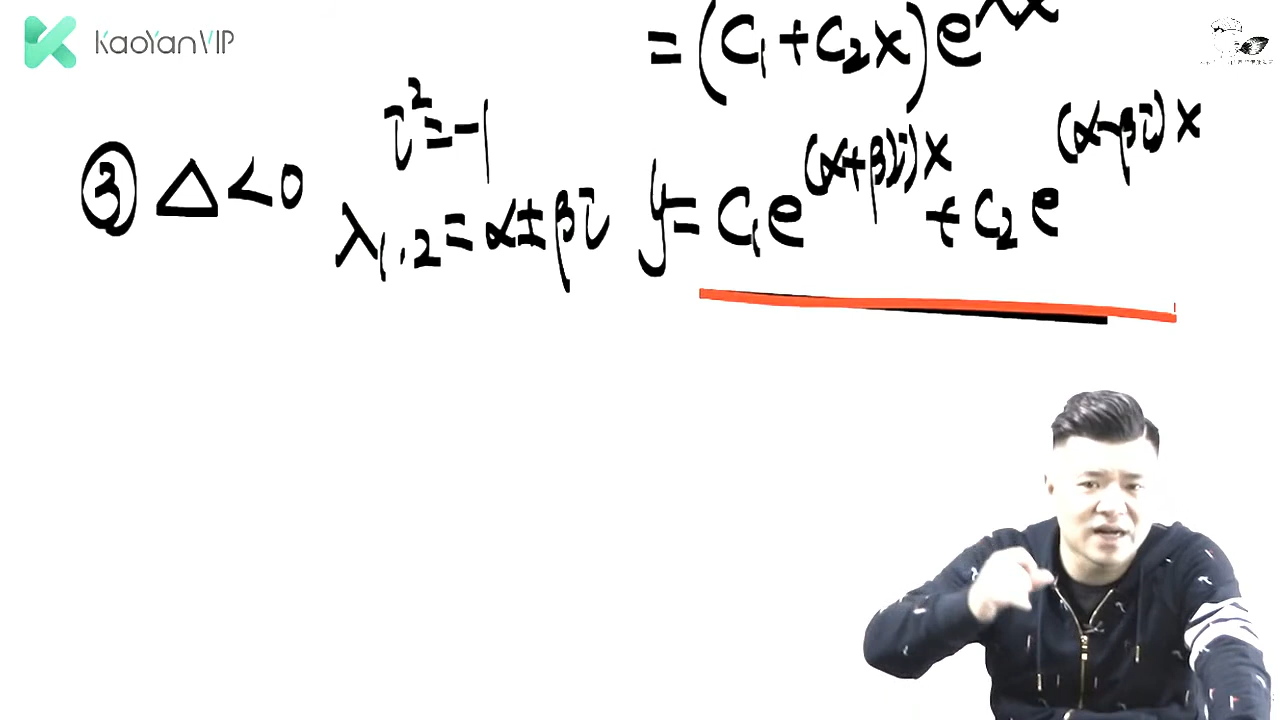 KaoYanVIP
= (C₁ + C₂x)e^λx
i² = -1
③ △ < 0
λ₁,₂ = α ± βi y = C₁e^(α+βi)x + C₂e^(α-βi)x